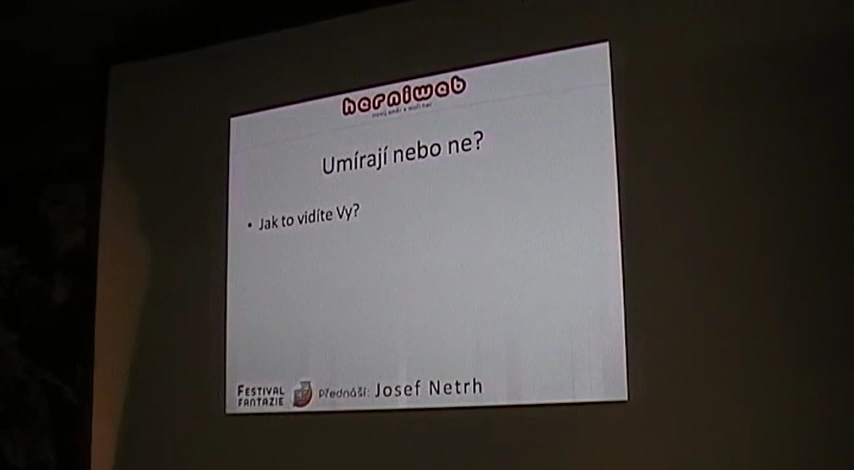 herniweb
Umírají nebo ne?
• Jak to vidíte Vy?
FESTIVAL
FANTAZIE
Přednáší: Josef Netrh